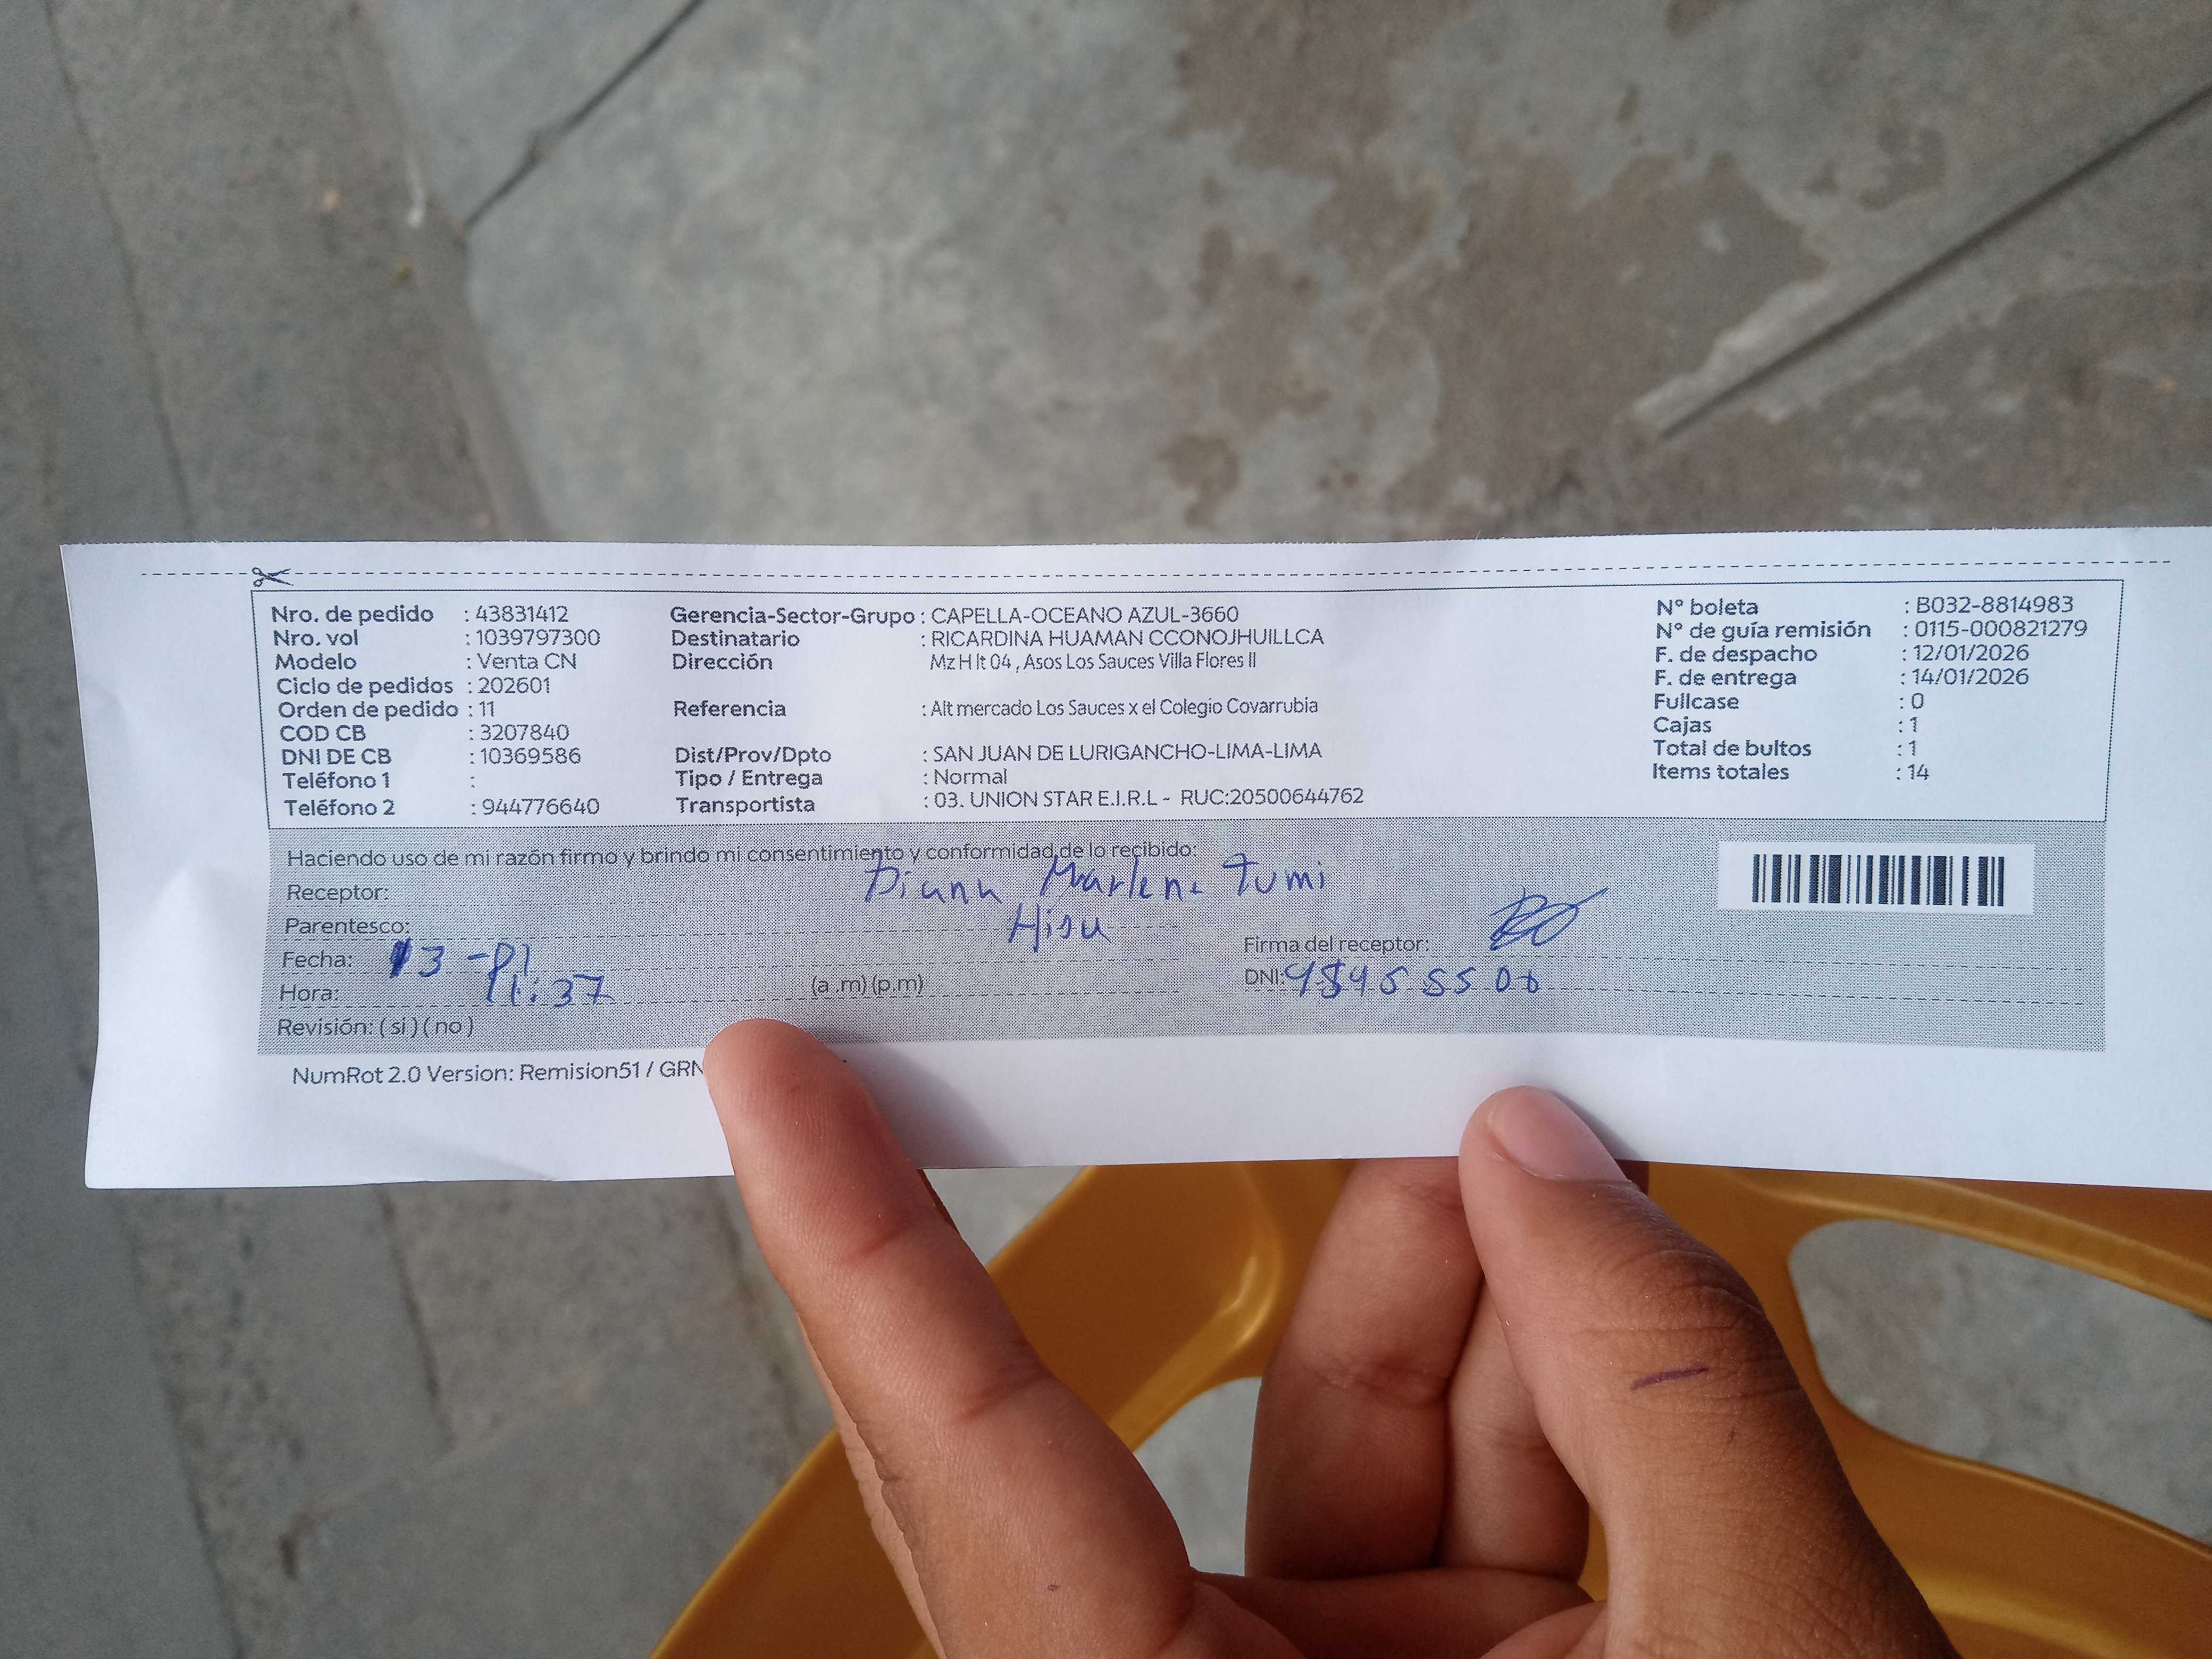 Nro. de pedido : 43831412
Nro. vol : 1039797300
Modelo : Venta CN
Ciclo de pedidos : 202601
Orden de pedido : 11
COD CB : 3207840
DNI DE CB : 10369586
Teléfono 1 :
Teléfono 2 : 944776640
Gerencia-Sector-Grupo : CAPELLA-OCEANO AZUL-3660
Destinatario : RICARDINA HUAMAN CCONOJHUILLCA
Dirección Mz H lt 04 , Asos Los Sauces Villa Flores II
Referencia : Alt mercado Los Sauces x el Colegio Covarrubia
Dist/Prov/Dpto : SAN JUAN DE LURIGANCHO-LIMA-LIMA
Tipo / Entrega : Normal
Transportista : 03. UNION STAR E.I.R.L - RUC:20500644762
N° boleta : B032-8814983
N° de guía remisión : 0115-000821279
F. de despacho : 12/01/2026
F. de entrega : 14/01/2026
Fullcase : 0
Cajas : 1
Total de bultos : 1
Items totales : 14
Haciendo uso de mi razón firmo y brindo mi consentimiento y conformidad de lo recibido:
Receptor: Diana Marlene Tumi
Parentesco: Hija
Fecha: 13 -01
Hora: 11:37 (a .m) (p.m)
Revisión: ( si ) ( no )
Firma del receptor:
DNI:
NumRot 2.0 Version: Remision51 / GRN